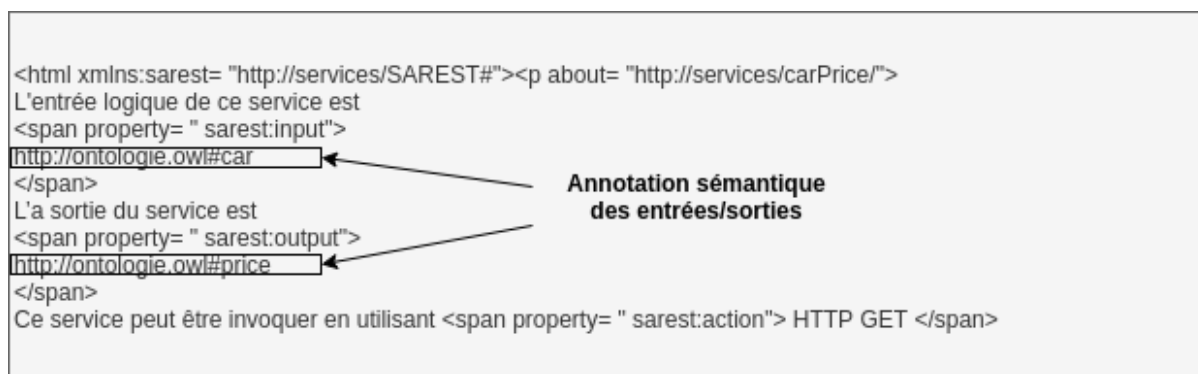 <html xmlns:sarest= "http://services/SAREST#"><p about= "http://services/carPrice/">
L'entrée logique de ce service est
<span property= " sarest:input">
http://ontologie.owl#car
</span>
Annotation sémantique
des entrées/sorties
L'a sortie du service est
<span property= " sarest:output">
http://ontologie.owl#price
</span>
Ce service peut être invoquer en utilisant <span property= " sarest:action"> HTTP GET </span>